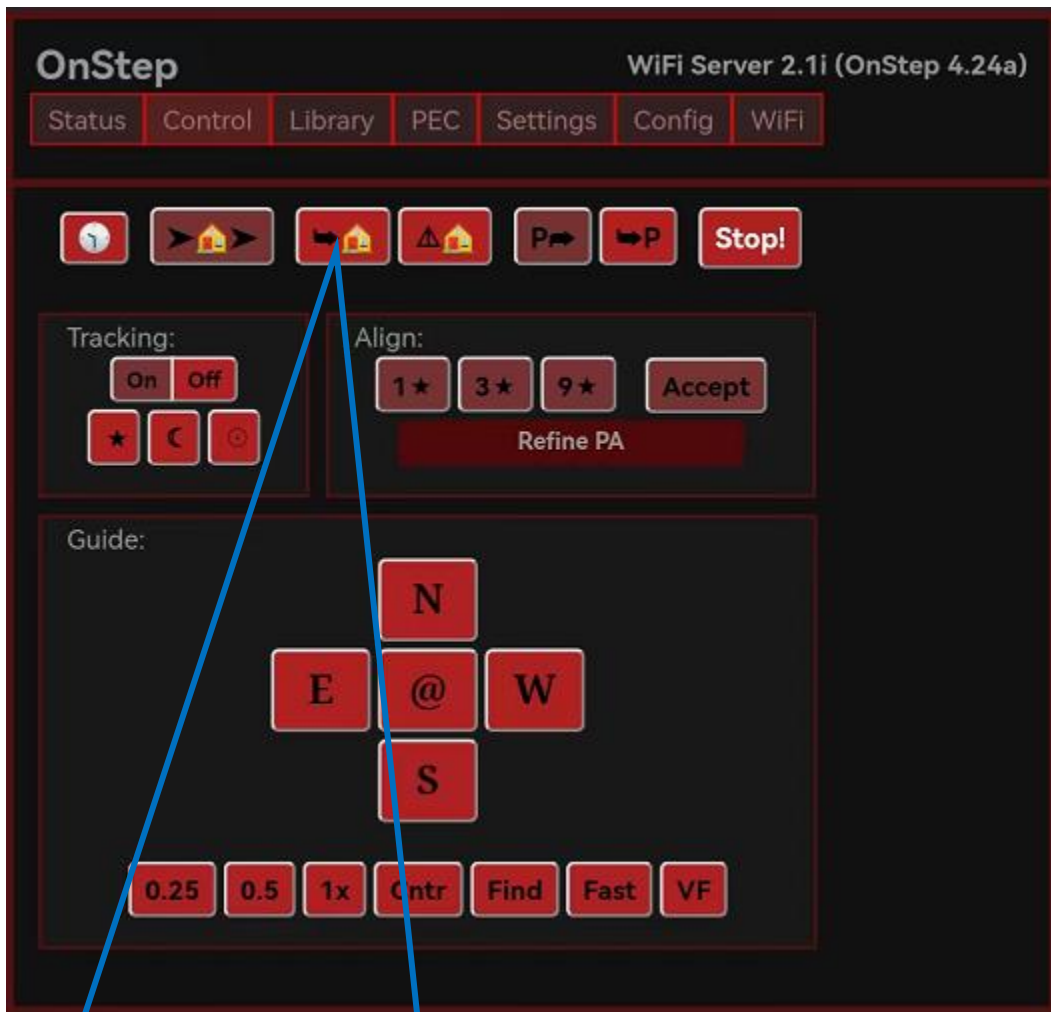 OnStep
WiFi Server 2.1i (OnStep 4.24a)
Status Control Library PEC Settings Config WiFi
P➡ ➥P Stop!
Tracking:
On Off
Align:
1★ 3★ 9★ Accept
Refine PA
Guide:
N
E @ W
S
0.25 0.5 1x Cntr Find Fast VF